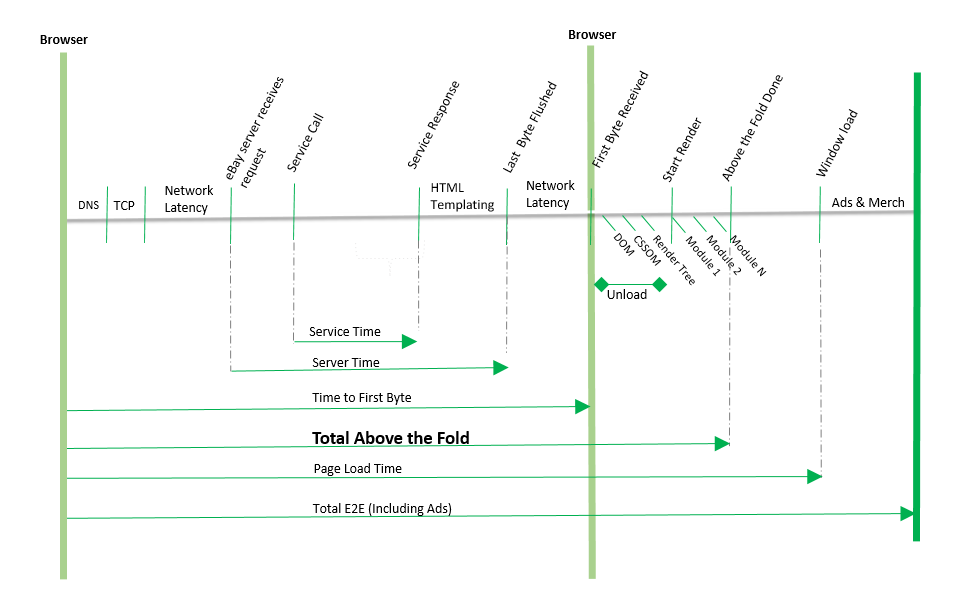 Browser
Browser
eBay server receives
request
Service Call
Service Response
Last Byte Flushed
First Byte Received
Start Render
Above the Fold Done
Window load
DNS
TCP
Network
Latency
HTML
Templating
Network
Latency
Ads & Merch
DOM
CSSOM
Render Tree
Module 1
Module 2
Module N
Unload
Service Time
Server Time
Time to First Byte
Total Above the Fold
Page Load Time
Total E2E (Including Ads)